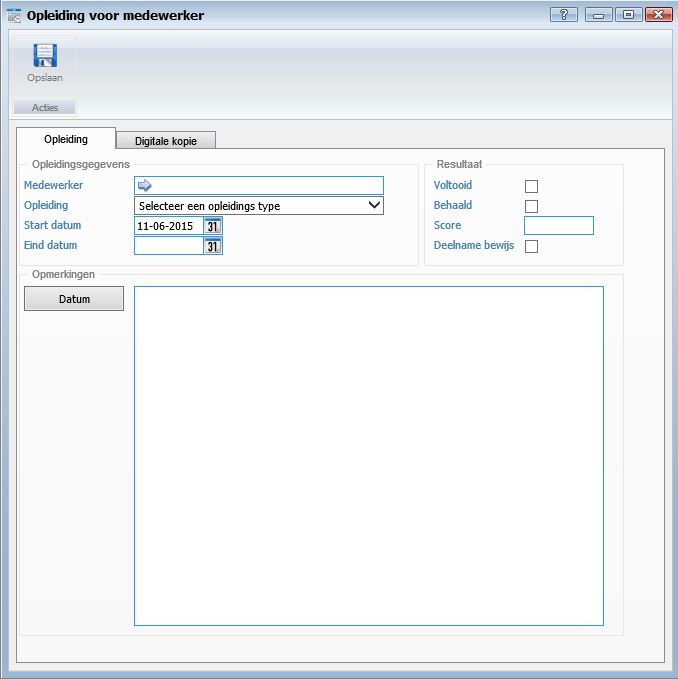 Opleiding voor medewerker
?
Opslaan
Acties
Opleiding
Digitale kopie
Opleidingsgegevens
Medewerker
Opleiding
Selecteer een opleidings type
Start datum
11-06-2015
31
Eind datum
31
Resultaat
Voltooid
Behaald
Score
Deelname bewijs
Opmerkingen
Datum